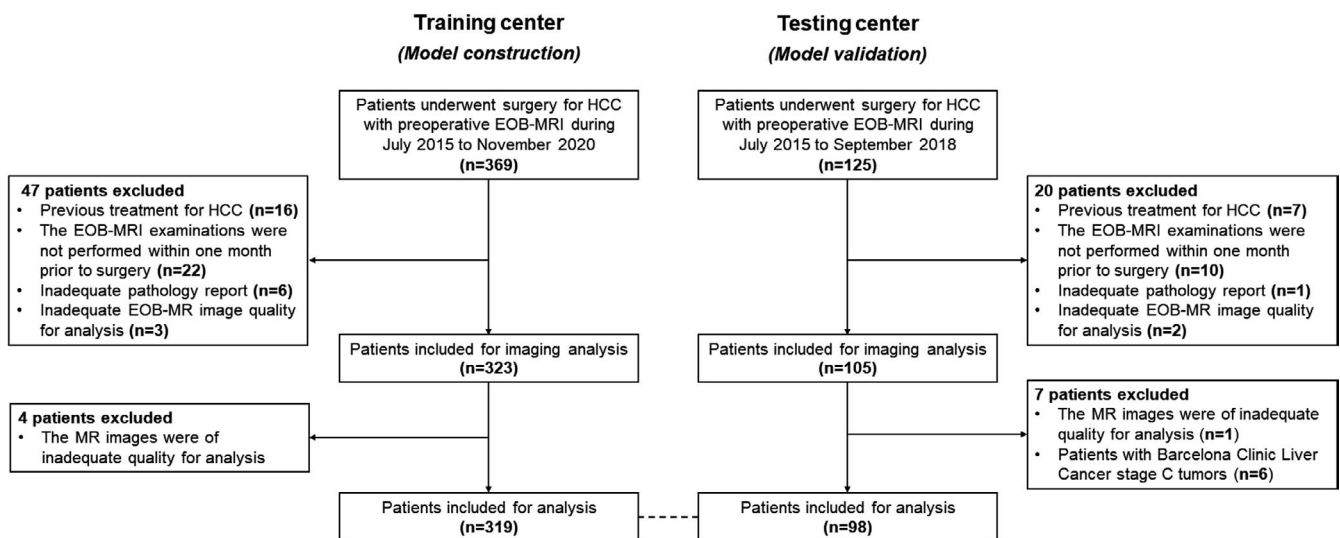 Training center
(Model construction)
Patients underwent surgery for HCC
with preoperative EOB-MRI during
July 2015 to November 2020
(n=369)
47 patients excluded
• Previous treatment for HCC (n=16)
• The EOB-MRI examinations were
not performed within one month
prior to surgery (n=22)
• Inadequate pathology report (n=6)
• Inadequate EOB-MR image quality
for analysis (n=3)
Patients included for imaging analysis
(n=323)
4 patients excluded
• The MR images were of
inadequate quality for analysis
Patients included for analysis
(n=319)
Testing center
(Model validation)
Patients underwent surgery for HCC
with preoperative EOB-MRI during
July 2015 to September 2018
(n=125)
20 patients excluded
• Previous treatment for HCC (n=7)
• The EOB-MRI examinations were
not performed within one month
prior to surgery (n=10)
• Inadequate pathology report (n=1)
• Inadequate EOB-MR image quality
for analysis (n=2)
Patients included for imaging analysis
(n=105)
7 patients excluded
• The MR images were of inadequate
quality for analysis (n=1)
• Patients with Barcelona Clinic Liver
Cancer stage C tumors (n=6)
Patients included for analysis
(n=98)